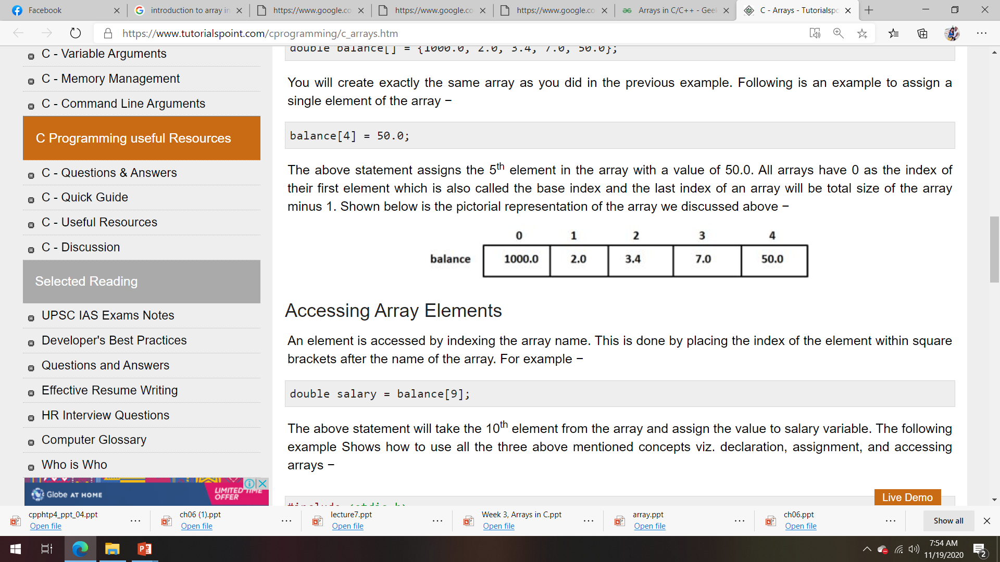 Facebook
introduction to array in
https://www.google.co
https://www.google.co
https://www.google.co
Arrays in C/C++ - Geek
C - Arrays - Tutorialspo
https://www.tutorialspoint.com/cprogramming/c_arrays.htm
C - Variable Arguments
C - Memory Management
C - Command Line Arguments
C Programming useful Resources
C - Questions & Answers
C - Quick Guide
C - Useful Resources
C - Discussion
Selected Reading
UPSC IAS Exams Notes
Developer's Best Practices
Questions and Answers
Effective Resume Writing
HR Interview Questions
Computer Glossary
Who is Who
Globe AT HOME
LIMITED TIME
OFFER
double balance[] = {1000.0, 2.0, 3.4, 7.0, 50.0};
You will create exactly the same array as you did in the previous example. Following is an example to assign a
single element of the array −
balance[4] = 50.0;
The above statement assigns the 5th element in the array with a value of 50.0. All arrays have 0 as the index of
their first element which is also called the base index and the last index of an array will be total size of the array
minus 1. Shown below is the pictorial representation of the array we discussed above −
0 1 2 3 4
balance 1000.0 2.0 3.4 7.0 50.0
Accessing Array Elements
An element is accessed by indexing the array name. This is done by placing the index of the element within square
brackets after the name of the array. For example −
double salary = balance[9];
The above statement will take the 10th element from the array and assign the value to salary variable. The following
example Shows how to use all the three above mentioned concepts viz. declaration, assignment, and accessing
arrays −
Live Demo
#include <stdio.h>
cpphtp4_ppt_04.ppt
Open file
ch06 (1).ppt
Open file
lecture7.ppt
Open file
Week 3, Arrays in C.ppt
Open file
array.ppt
Open file
ch06.ppt
Open file
Show all
7:54 AM
11/19/2020
2